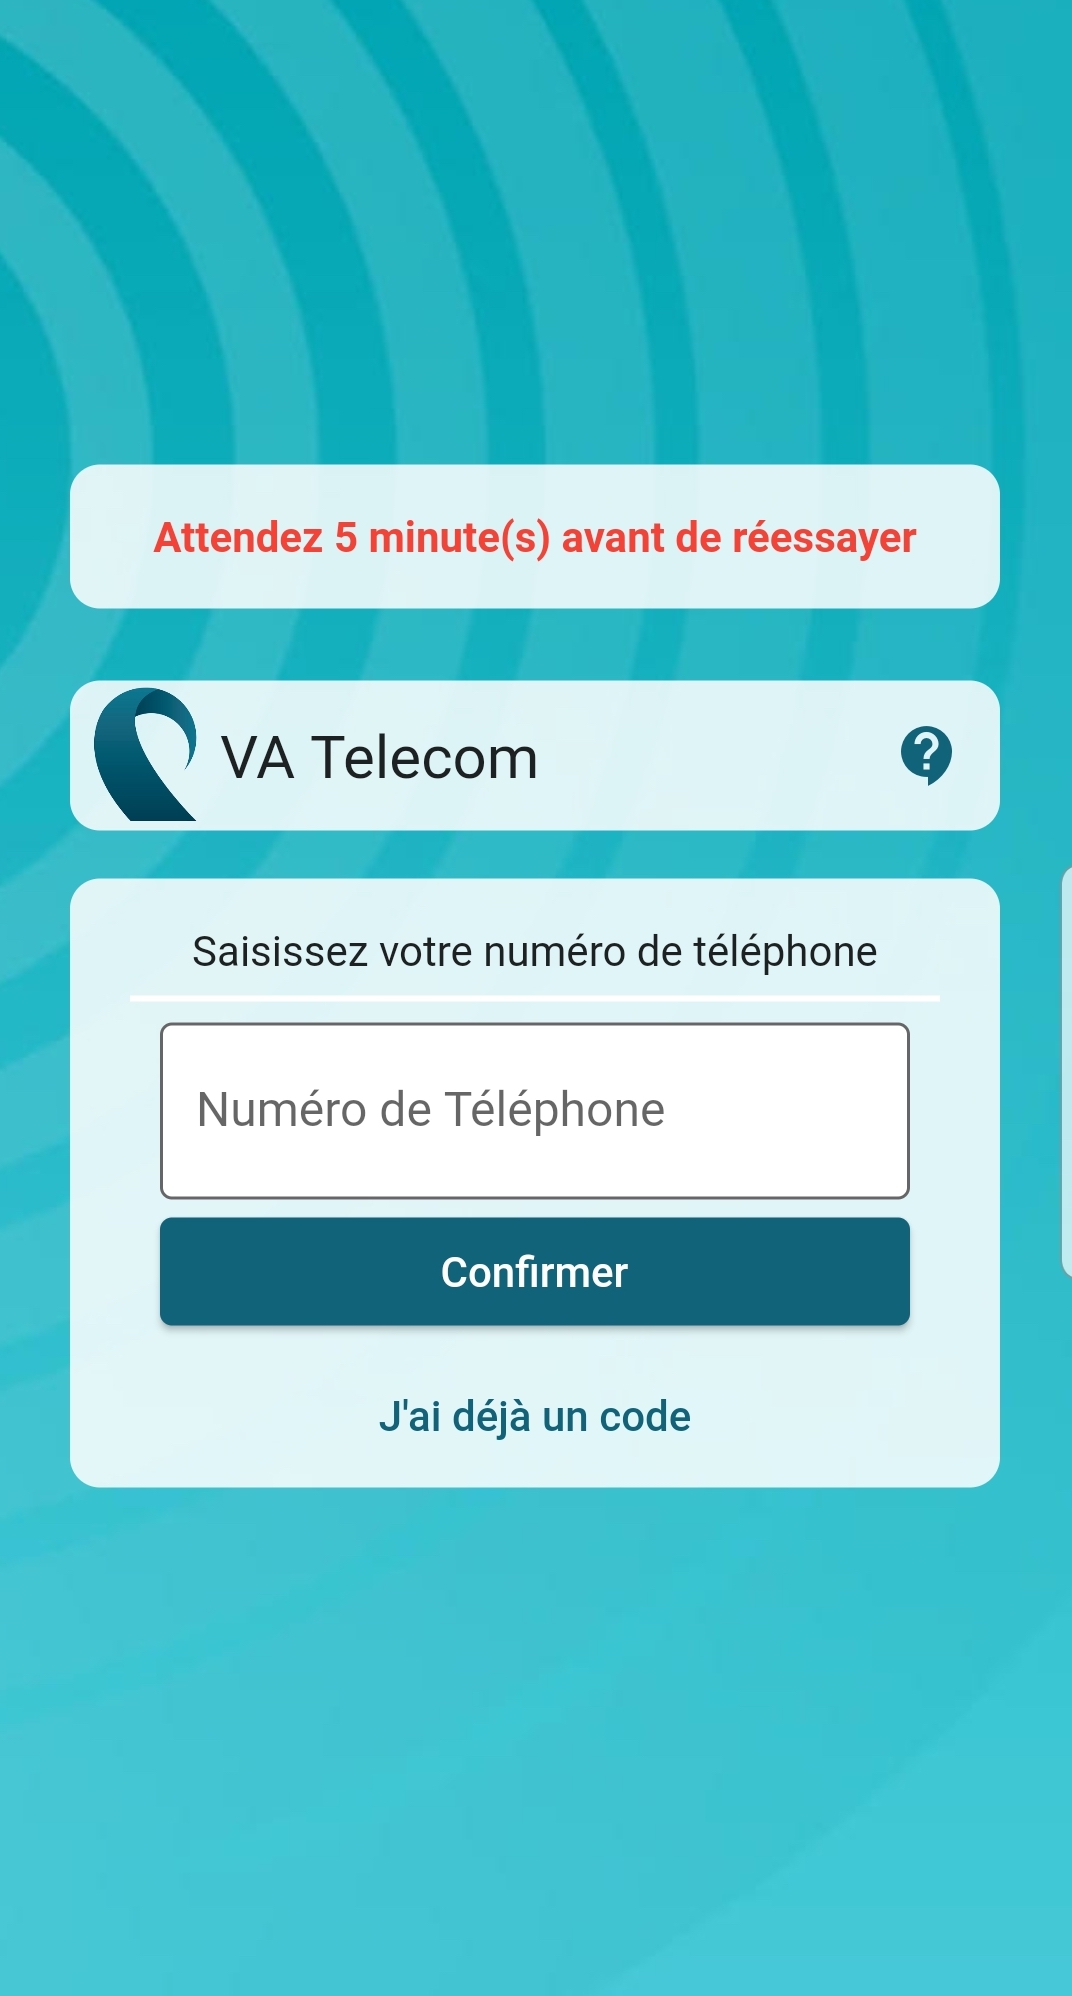 Attendez 5 minute(s) avant de réessayer
VA Telecom
Saisissez votre numéro de téléphone
Numéro de Téléphone
Confirmer
J'ai déjà un code